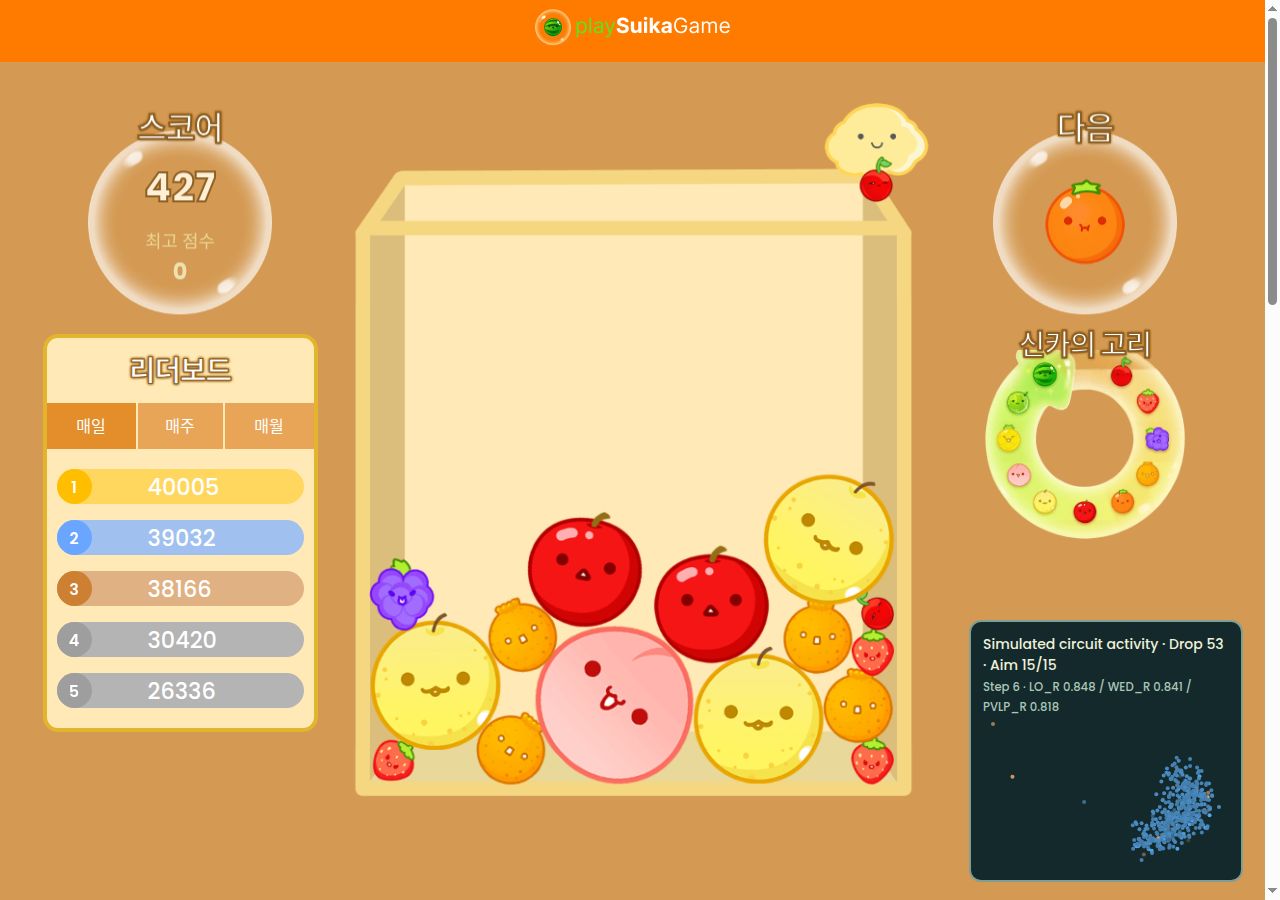 playSuikaGame
스코어
427
최고 점수
0
다음
신카의 고리
리더보드
매일 매주 매월
1 40005
2 39032
3 38166
4 30420
5 26336
Simulated circuit activity · Drop 53
· Aim 15/15
Step 6 · LO_R 0.848 / WED_R 0.841 /
PVLP_R 0.818